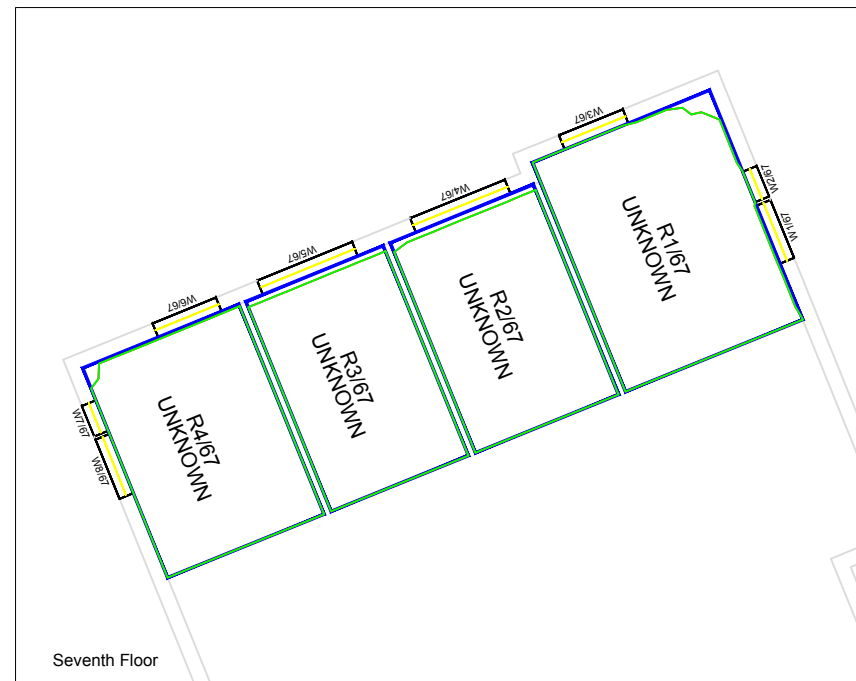 W3/67
W2/67
W1/67
W4/67
W5/67
W6/67
W7/67
W8/67
R1/67
UNKNOWN
R2/67
UNKNOWN
R3/67
UNKNOWN
R4/67
UNKNOWN
Seventh Floor